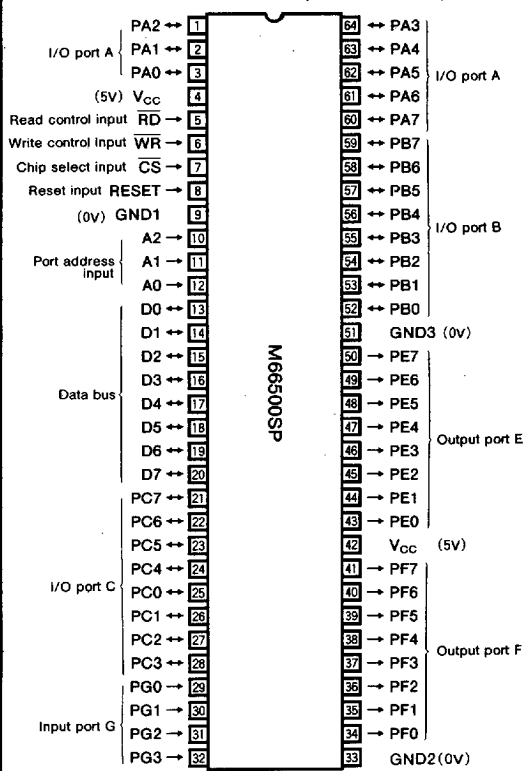 PA2 ↔ 1
I/O port A
PA1 ↔ 2
PA0 ↔ 3
(5V) VCC 4
Read control input R̅D̅ → 5
Write control input W̅R̅ → 6
Chip select input C̅S̅ → 7
Reset input RESET → 8
(0V) GND1 9
A2 → 10
Port address input
A1 → 11
A0 → 12
D0 ↔ 13
D1 ↔ 14
D2 ↔ 15
D3 ↔ 16
Data bus
D4 ↔ 17
D5 ↔ 18
D6 ↔ 19
D7 ↔ 20
PC7 ↔ 21
PC6 ↔ 22
PC5 ↔ 23
PC4 ↔ 24
I/O port C
PC0 ↔ 25
PC1 ↔ 26
PC2 ↔ 27
PC3 ↔ 28
PG0 → 29
PG1 → 30
Input port G
PG2 → 31
PG3 → 32
M66500SP
64 ↔ PA3
63 ↔ PA4
62 ↔ PA5
I/O port A
61 ↔ PA6
60 ↔ PA7
59 ↔ PB7
58 ↔ PB6
57 ↔ PB5
56 ↔ PB4
I/O port B
55 ↔ PB3
54 ↔ PB2
53 ↔ PB1
52 ↔ PB0
51 GND3 (0V)
50 → PE7
49 → PE6
48 → PE5
47 → PE4
Output port E
46 → PE3
45 → PE2
44 → PE1
43 → PE0
42 VCC (5V)
41 → PF7
40 → PF6
39 → PF5
38 → PF4
Output port F
37 → PF3
36 → PF2
35 → PF1
34 → PF0
33 GND2(0V)